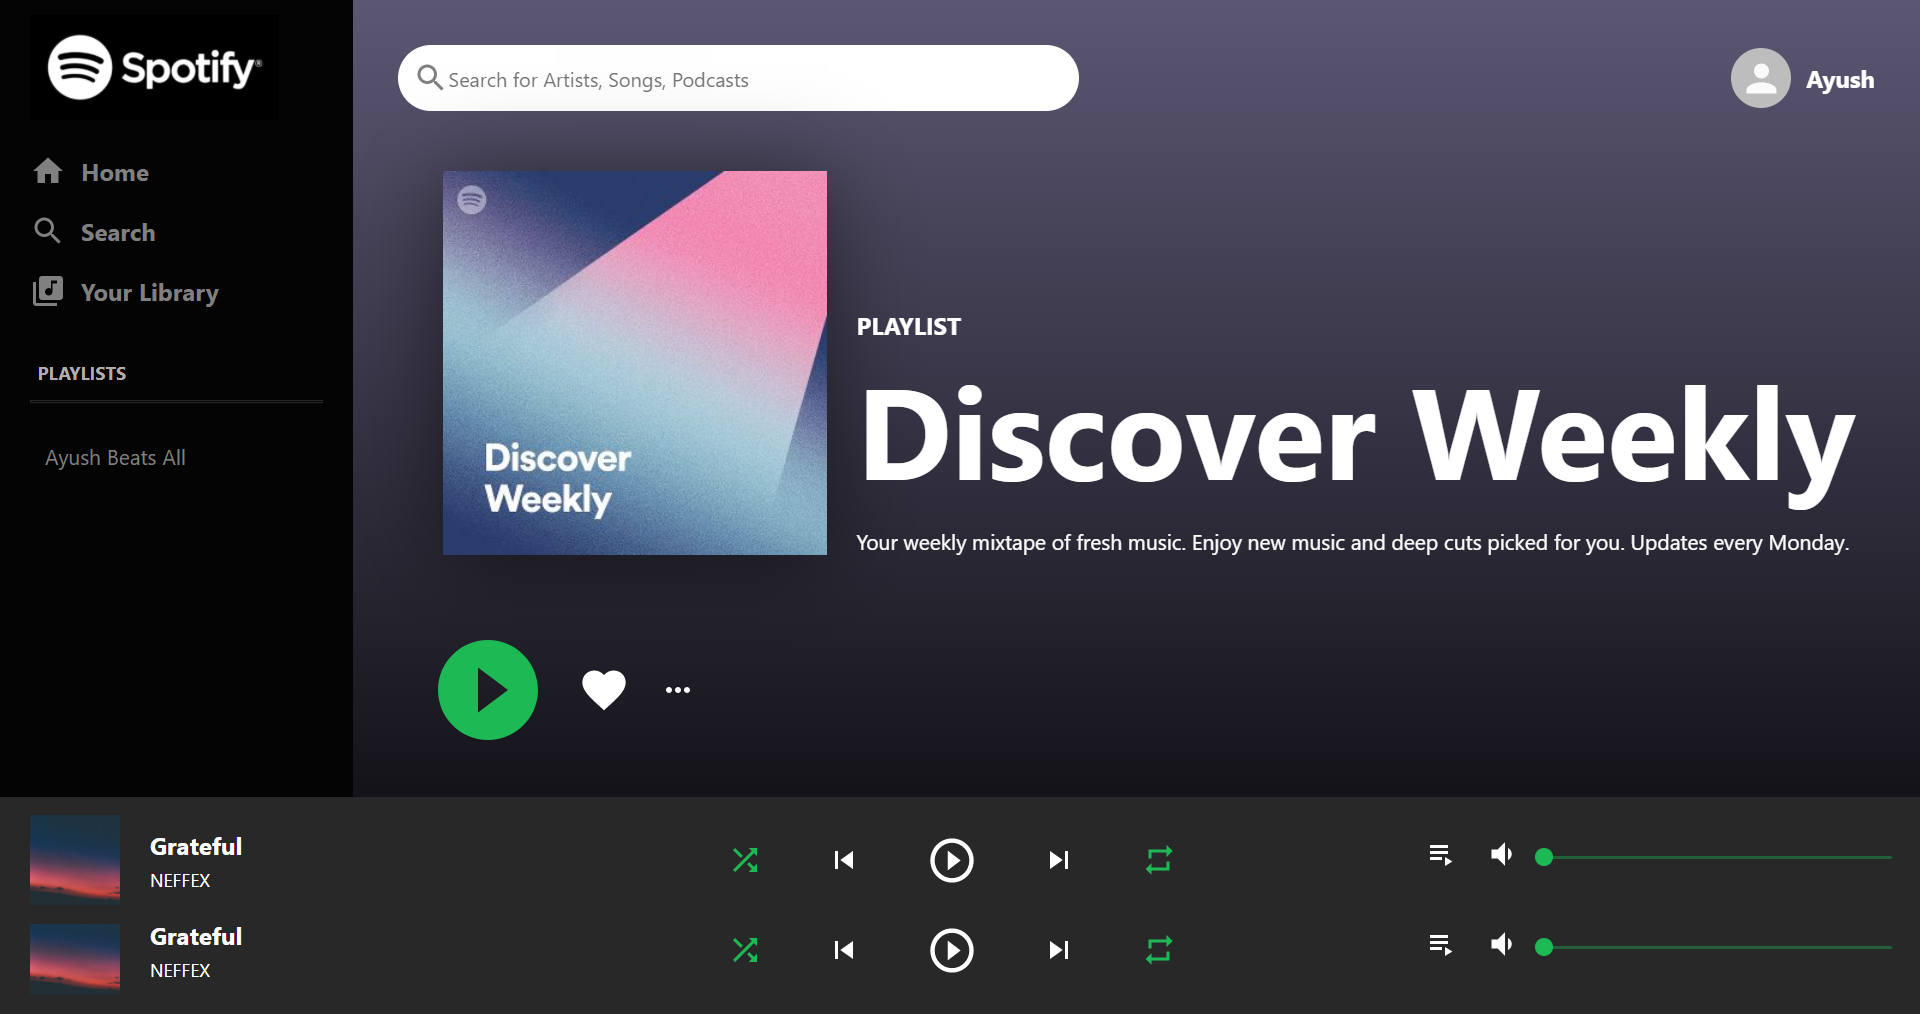 Spotify®
Home
Search
Your Library
PLAYLISTS
Ayush Beats All
Search for Artists, Songs, Podcasts
Ayush
Discover
Weekly
PLAYLIST
Discover Weekly
Your weekly mixtape of fresh music. Enjoy new music and deep cuts picked for you. Updates every Monday.
Grateful
NEFFEX
Grateful
NEFFEX